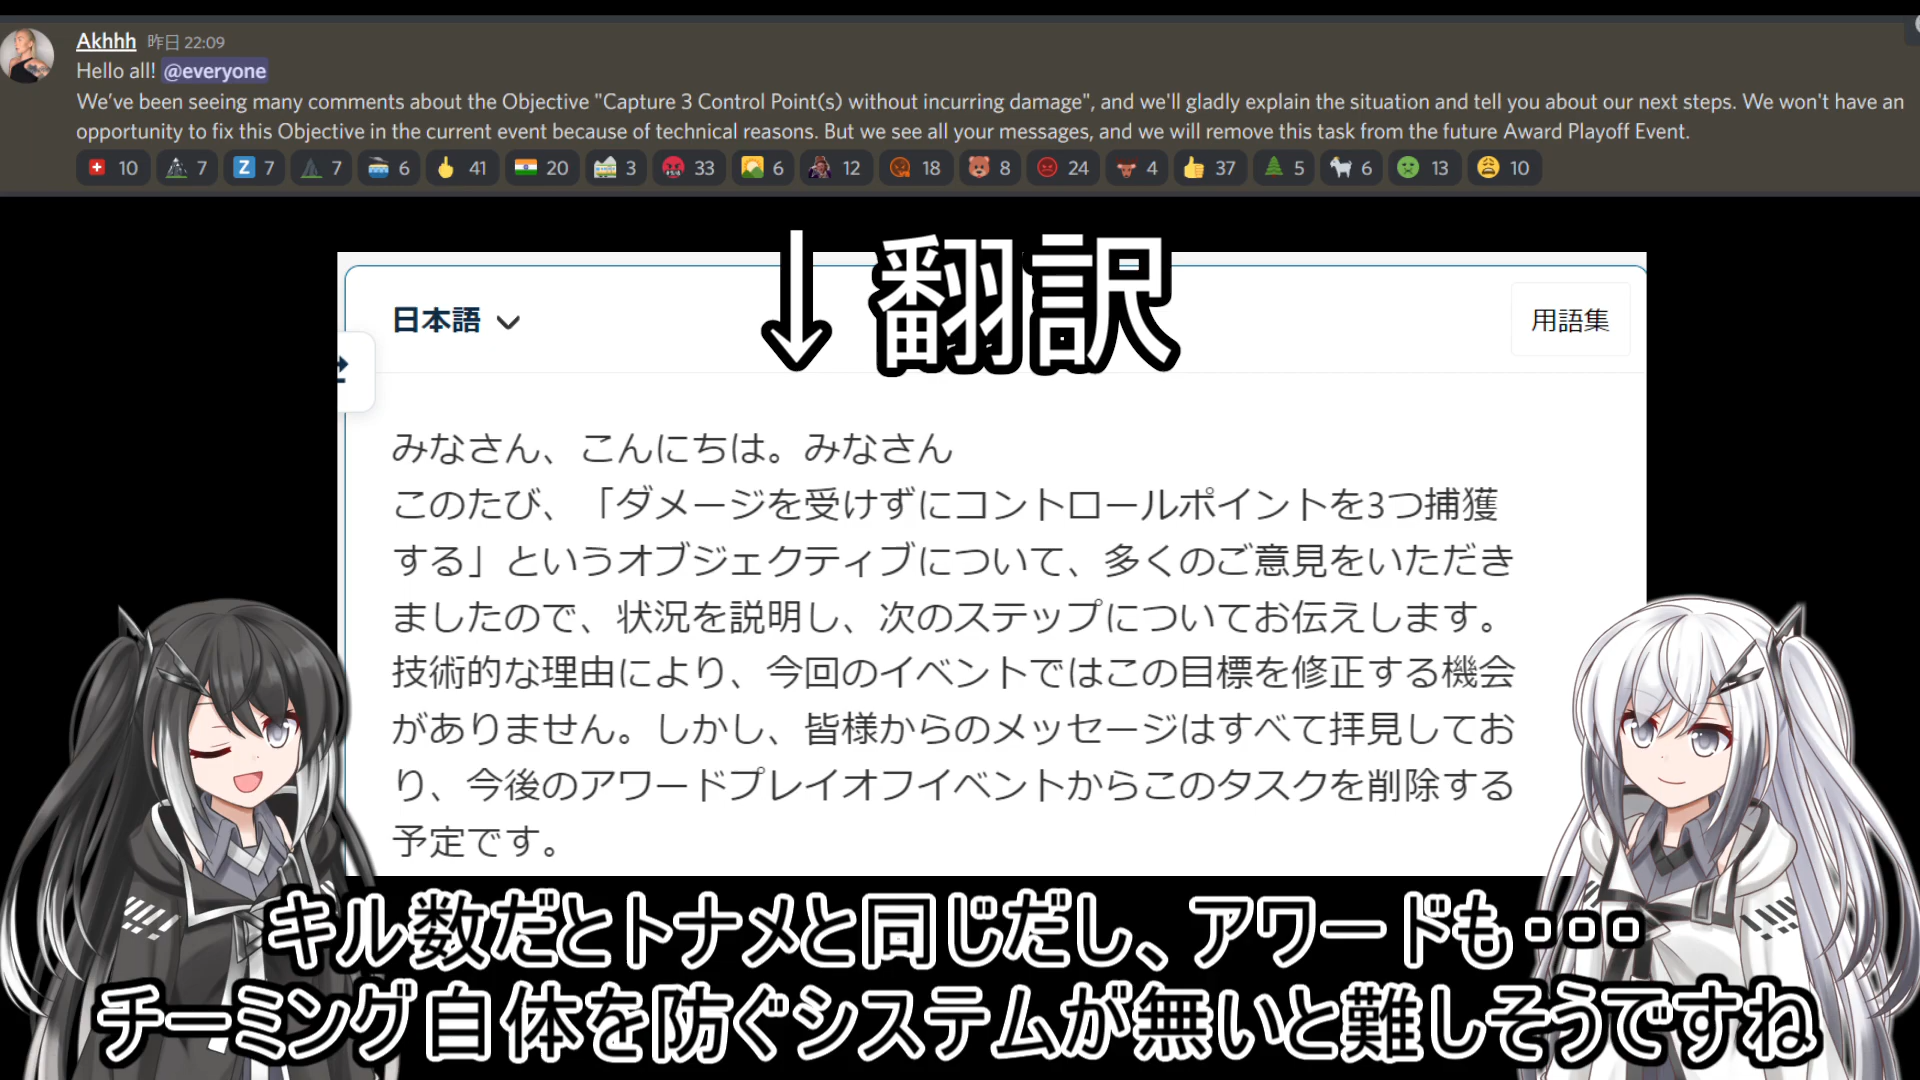 Akhhh 昨日 22:09
Hello all! @everyone
We’ve been seeing many comments about the Objective "Capture 3 Control Point(s) without incurring damage", and we'll gladly explain the situation and tell you about our next steps. We won't have an
opportunity to fix this Objective in the current event because of technical reasons. But we see all your messages, and we will remove this task from the future Award Playoff Event.
10 7 Z 7 7 6 41 20 3 33 6 12 18 8 24 4 37 5 6 13 10
↓翻訳
日本語 用語集
みなさん、こんにちは。みなさん
このたび、「ダメージを受けずにコントロールポイントを3つ捕獲
する」というオブジェクティブについて、多くのご意見をいただき
ましたので、状況を説明し、次のステップについてお伝えします。
技術的な理由により、今回のイベントではこの目標を修正する機会
がありません。しかし、皆様からのメッセージはすべて拝見してお
り、今後のアワードプレイオフイベントからこのタスクを削除する
予定です。
キル数だとトナメと同じだし、アワードも・・・
チーミング自体を防ぐシステムが無いと難しそうですね